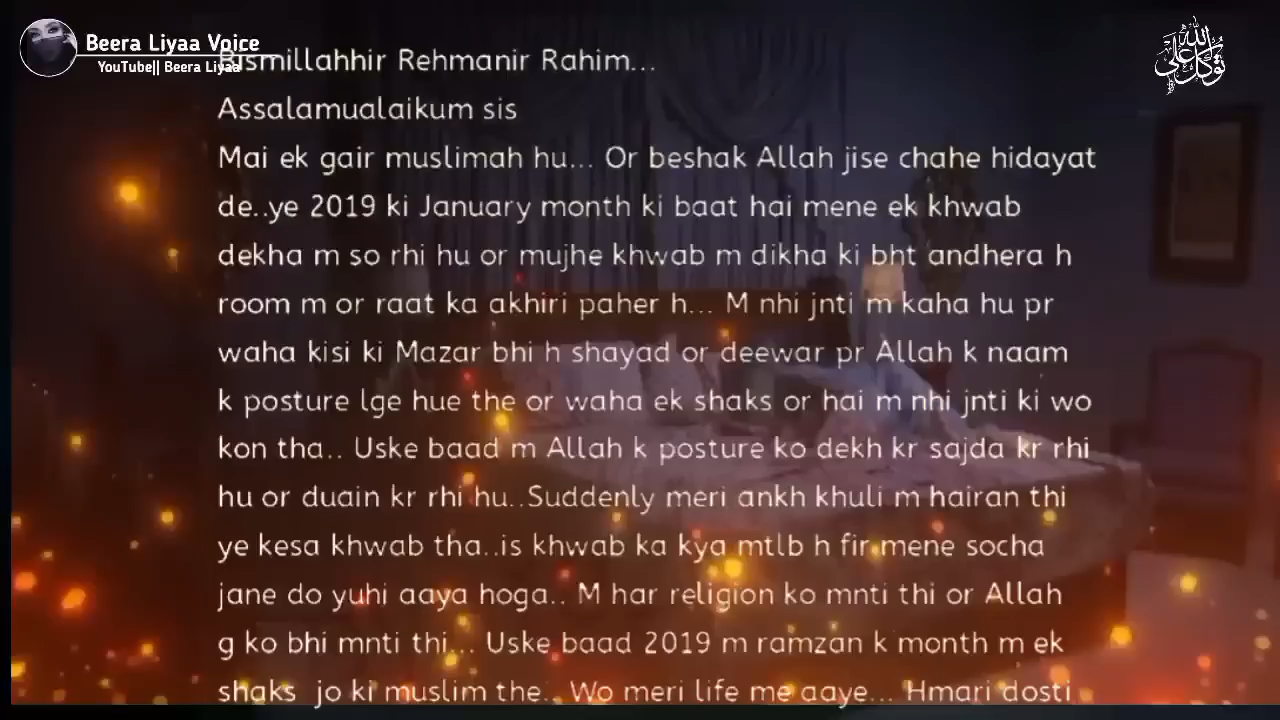 Beera Liyaa Voice
YouTube|| Beera Liyaa
Bismillahhir Rehmanir Rahim...
توكل على الله
Assalamualaikum sis
Mai ek gair muslimah hu... Or beshak Allah jise chahe hidayat
de..ye 2019 ki January month ki baat hai mene ek khwab
dekha m so rhi hu or mujhe khwab m dikha ki bht andhera h
room m or raat ka akhiri paher h... M nhi jnti m kaha hu pr
waha kisi ki Mazar bhi h shayad or deewar pr Allah k naam
k posture lge hue the or waha ek shaks or hai m nhi jnti ki wo
kon tha.. Uske baad m Allah k posture ko dekh kr sajda kr rhi
hu or duain kr rhi hu..Suddenly meri ankh khuli m hairan thi
ye kesa khwab tha..is khwab ka kya mtlb h fir mene socha
jane do yuhi aaya hoga.. M har religion ko mnti thi or Allah
g ko bhi mnti thi... Uske baad 2019 m ramzan k month m ek
shaks jo ki muslim the.. Wo meri life me aaye... Hmari dosti